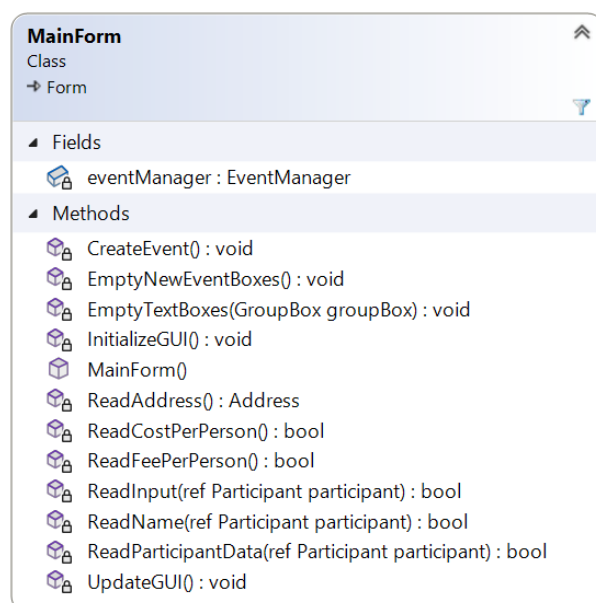 MainForm
Class
Form
Fields
eventManager : EventManager
Methods
CreateEvent() : void
EmptyNewEventBoxes() : void
EmptyTextBoxes(GroupBox groupBox) : void
InitializeGUI() : void
MainForm()
ReadAddress() : Address
ReadCostPerPerson() : bool
ReadFeePerPerson() : bool
ReadInput(ref Participant participant) : bool
ReadName(ref Participant participant) : bool
ReadParticipantData(ref Participant participant) : bool
UpdateGUI() : void